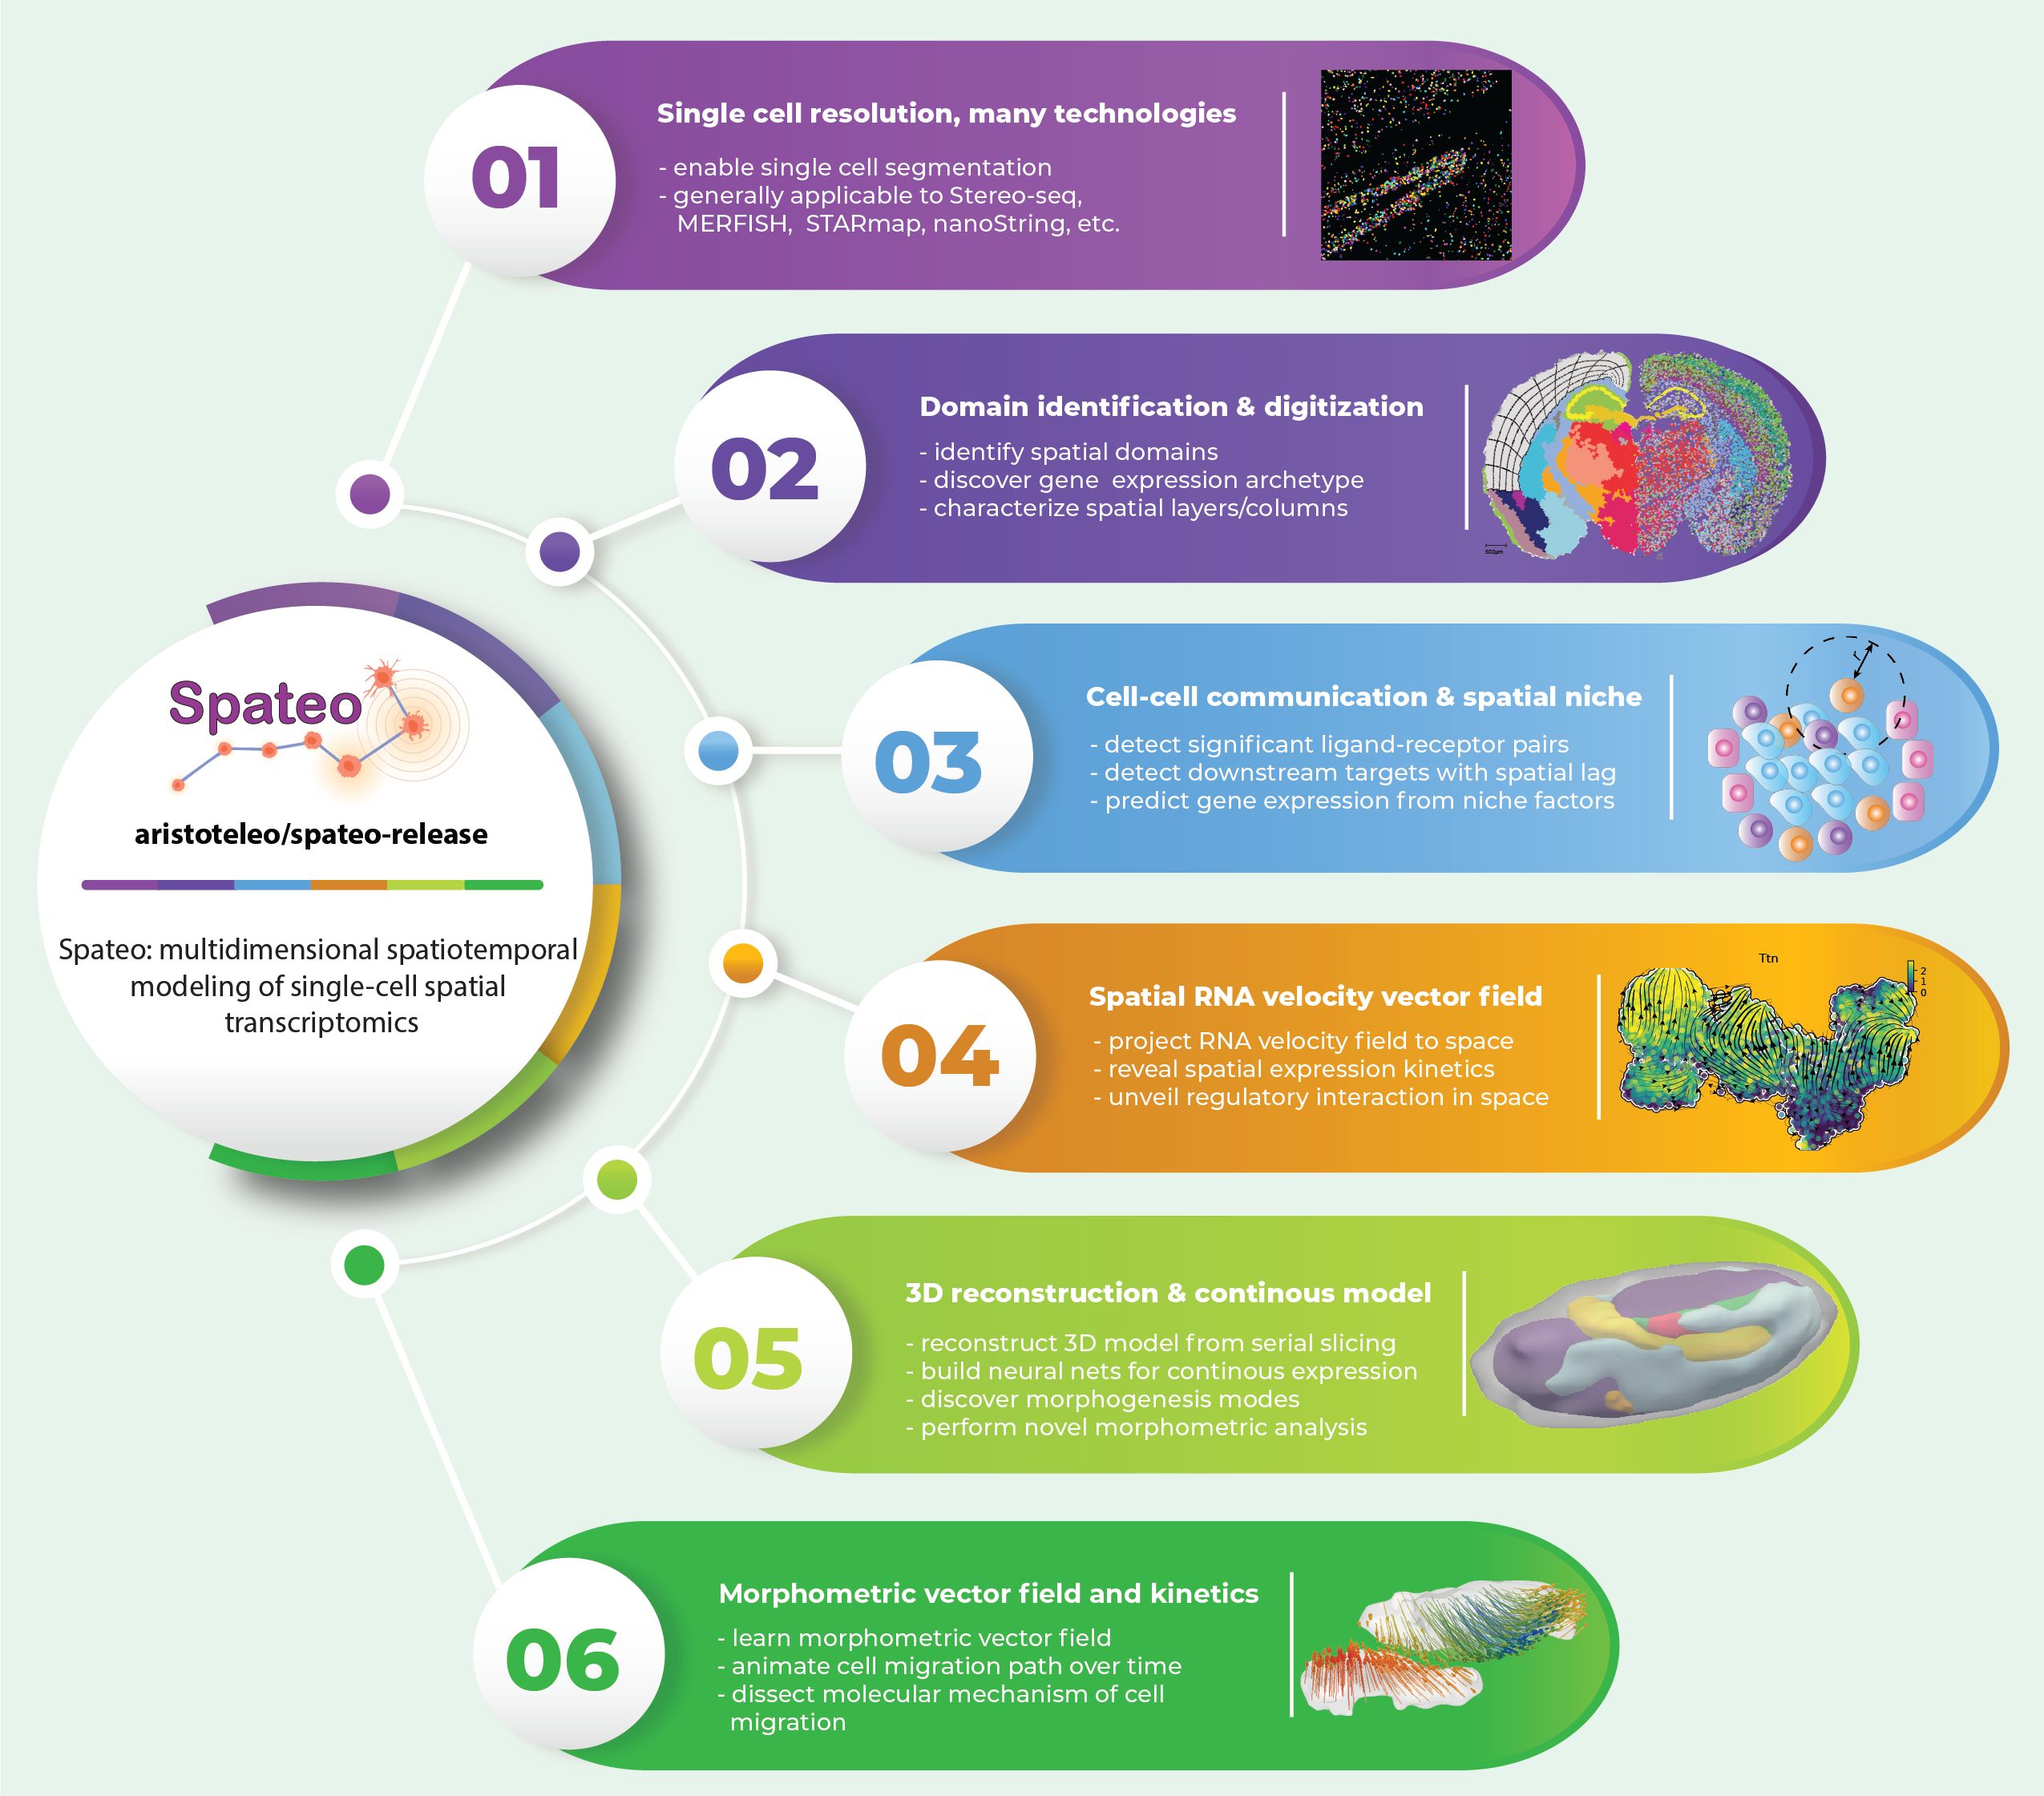 01
Single cell resolution, many technologies
- enable single cell segmentation
- generally applicable to Stereo-seq,
MERFISH, STARmap, nanoString, etc.
02
Domain identification & digitization
- identify spatial domains
- discover gene expression archetype
- characterize spatial layers/columns
500μm
Spateo
aristoteleo/spateo-release
Spateo: multidimensional spatiotemporal
modeling of single-cell spatial
transcriptomics
03
Cell-cell communication & spatial niche
- detect significant ligand-receptor pairs
- detect downstream targets with spatial lag
- predict gene expression from niche factors
r
04
Spatial RNA velocity vector field
- project RNA velocity field to space
- reveal spatial expression kinetics
- unveil regulatory interaction in space
Ttn
2
1
0
05
3D reconstruction & continous model
- reconstruct 3D model from serial slicing
- build neural nets for continous expression
- discover morphogenesis modes
- perform novel morphometric analysis
06
Morphometric vector field and kinetics
- learn morphometric vector field
- animate cell migration path over time
- dissect molecular mechanism of cell
migration